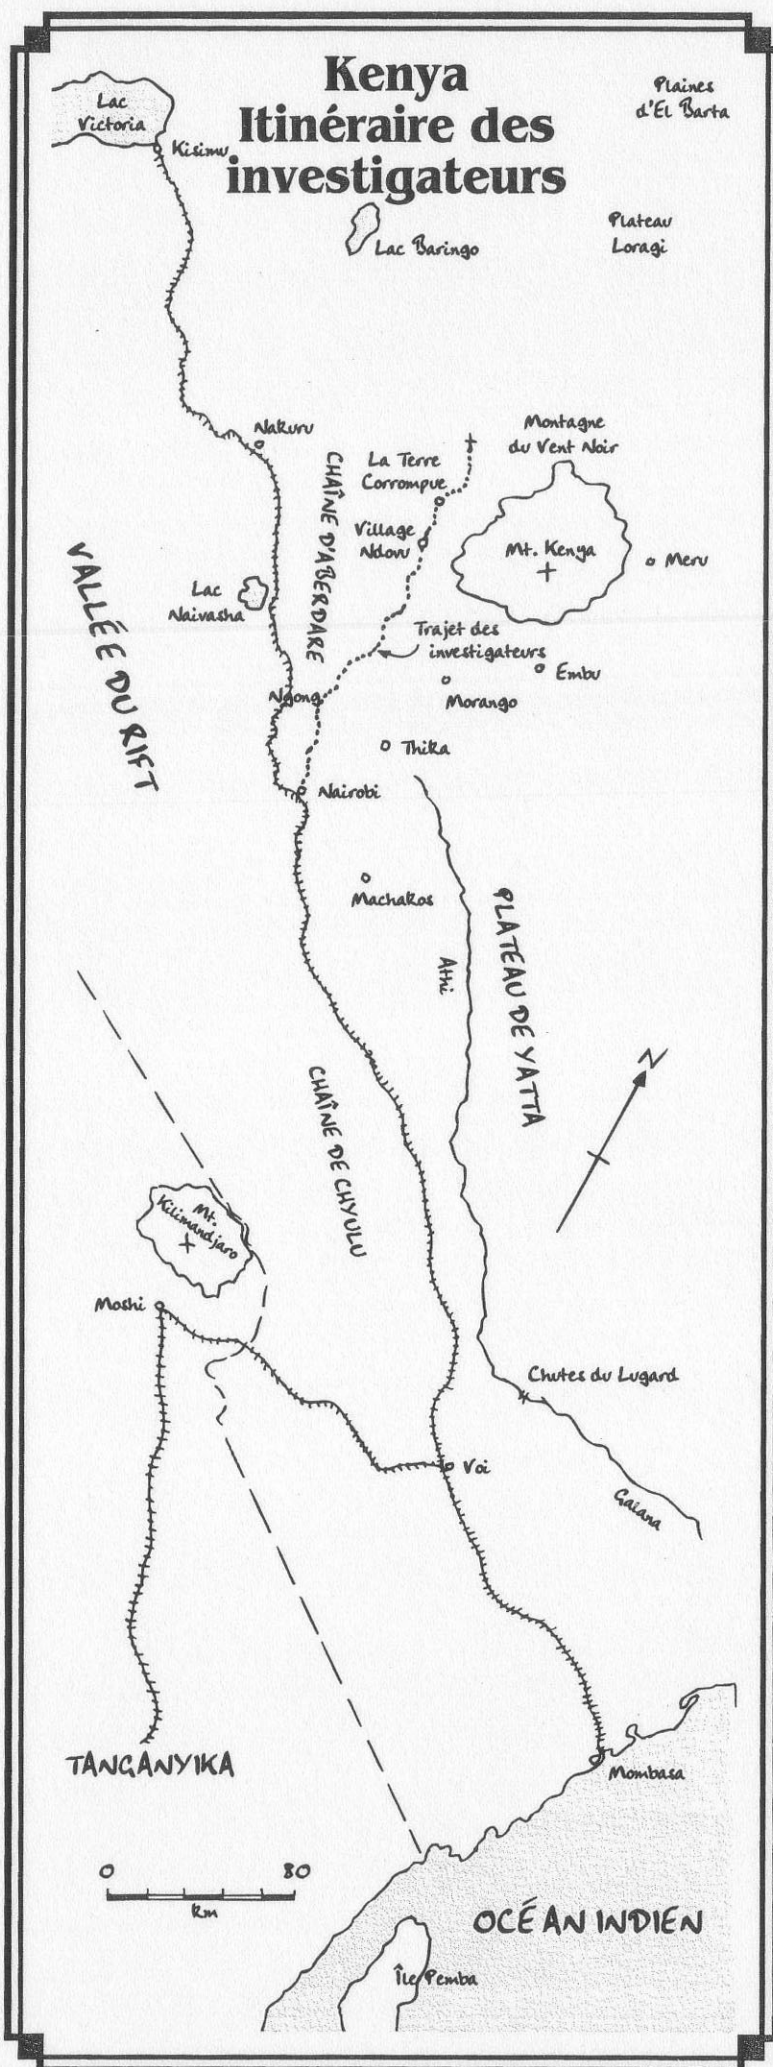 Kenya
Itinéraire des
investigateurs
Lac
Victoria
Kisimu
Plaines
d'El Barta
Lac Baringo
Plateau
Loragi
Nakuru
Montagne
du Vent Noir
La Terre
Corrompue
CHAÎNE D'ABERDARE
Village
Ndovu
Mt. Kenya
Meru
VALLÉE DU RIFT
Lac
Naivasha
Trajet des
investigateurs
Embu
Ngong
Morango
Thika
Nairobi
Machakos
PLATEAU DE YATTA
Athi
N
CHAÎNE DE CHYULU
Mt.
Kilimandjaro
Moshi
Chutes du Lugard
Voi
Galana
TANGANYIKA
Mombasa
0 80
km
OCÉAN INDIEN
Île Pemba